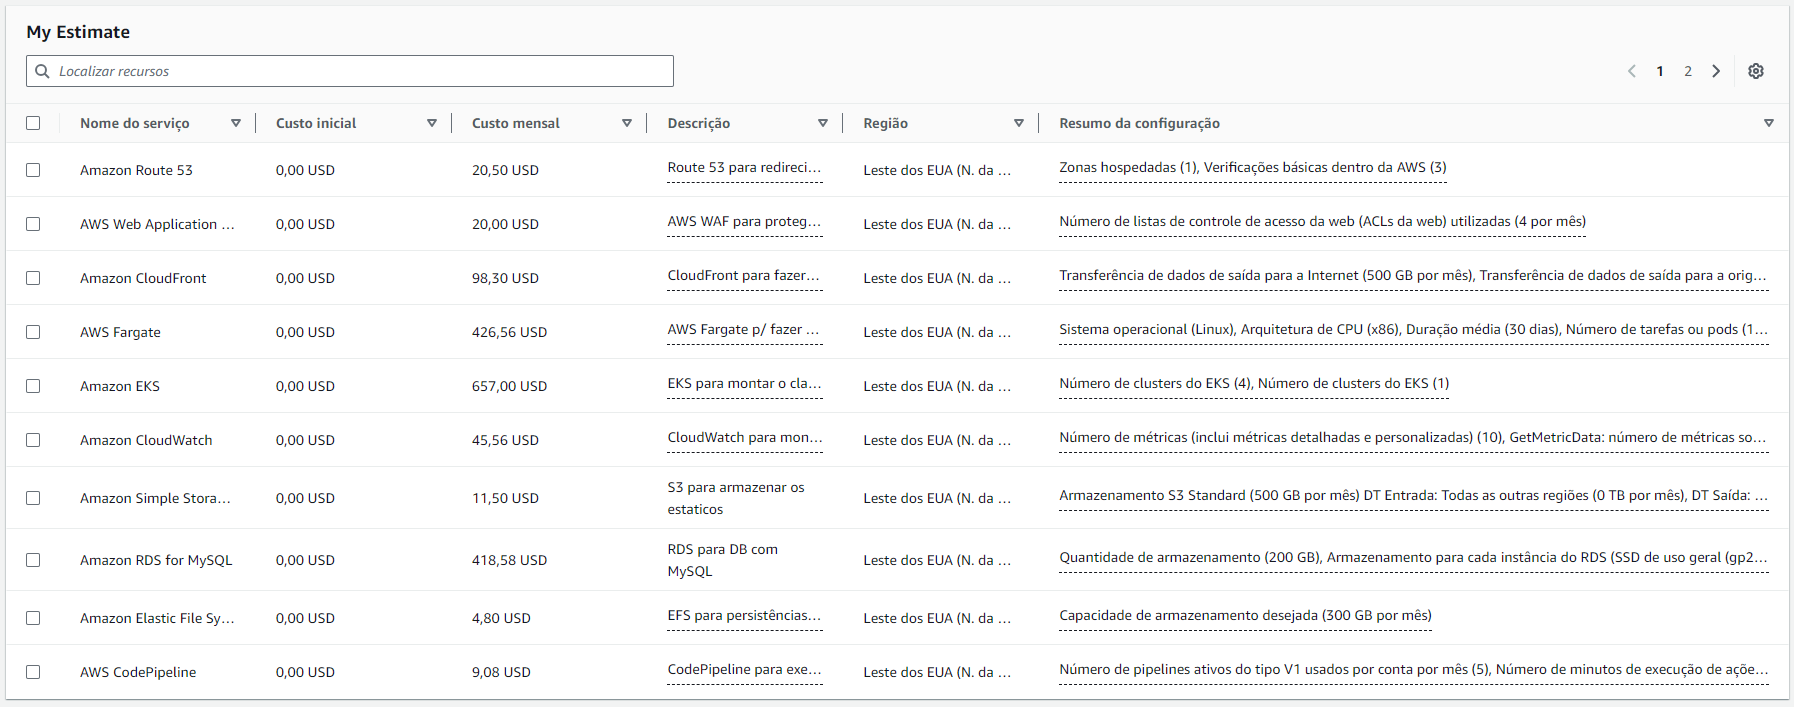 My Estimate
Localizar recursos
1 2
Nome do serviço Custo inicial Custo mensal Descrição Região Resumo da configuração
Amazon Route 53 0,00 USD 20,50 USD Route 53 para redireci... Leste dos EUA (N. da ... Zonas hospedadas (1), Verificações básicas dentro da AWS (3)
AWS Web Application ... 0,00 USD 20,00 USD AWS WAF para proteg... Leste dos EUA (N. da ... Número de listas de controle de acesso da web (ACLs da web) utilizadas (4 por mês)
Amazon CloudFront 0,00 USD 98,30 USD CloudFront para fazer... Leste dos EUA (N. da ... Transferência de dados de saída para a Internet (500 GB por mês), Transferência de dados de saída para a orig...
AWS Fargate 0,00 USD 426,56 USD AWS Fargate p/ fazer ... Leste dos EUA (N. da ... Sistema operacional (Linux), Arquitetura de CPU (x86), Duração média (30 dias), Número de tarefas ou pods (1...
Amazon EKS 0,00 USD 657,00 USD EKS para montar o cla... Leste dos EUA (N. da ... Número de clusters do EKS (4), Número de clusters do EKS (1)
Amazon CloudWatch 0,00 USD 45,56 USD CloudWatch para mon... Leste dos EUA (N. da ... Número de métricas (inclui métricas detalhadas e personalizadas) (10), GetMetricData: número de métricas so...
Amazon Simple Stora... 0,00 USD 11,50 USD S3 para armazenar os estaticos Leste dos EUA (N. da ... Armazenamento S3 Standard (500 GB por mês) DT Entrada: Todas as outras regiões (0 TB por mês), DT Saída: ...
Amazon RDS for MySQL 0,00 USD 418,58 USD RDS para DB com MySQL Leste dos EUA (N. da ... Quantidade de armazenamento (200 GB), Armazenamento para cada instância do RDS (SSD de uso geral (gp2...
Amazon Elastic File Sy... 0,00 USD 4,80 USD EFS para persistências... Leste dos EUA (N. da ... Capacidade de armazenamento desejada (300 GB por mês)
AWS CodePipeline 0,00 USD 9,08 USD CodePipeline para exe... Leste dos EUA (N. da ... Número de pipelines ativos do tipo V1 usados por conta por mês (5), Número de minutos de execução de açõe...